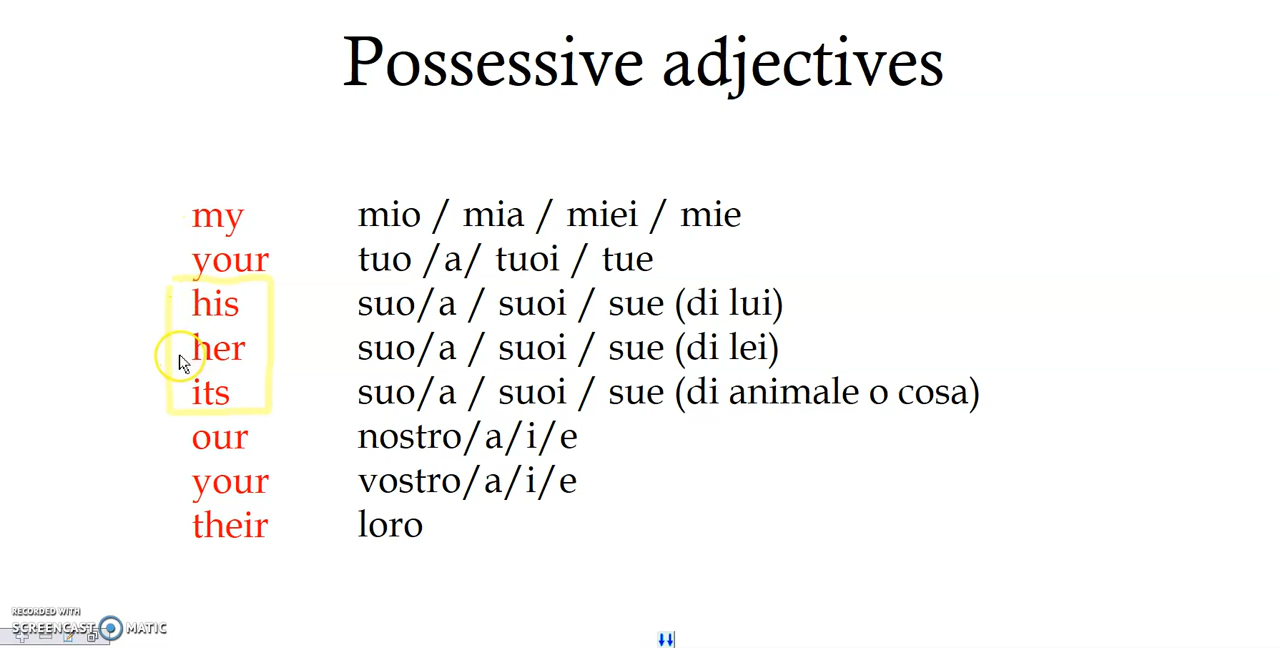 Possessive adjectives
my mio / mia / miei / mie
your tuo /a/ tuoi / tue
his suo/a / suoi / sue (di lui)
her suo/a / suoi / sue (di lei)
its suo/a / suoi / sue (di animale o cosa)
our nostro/a/i/e
your vostro/a/i/e
their loro
RECORDED WITH
SCREENCAST MATIC